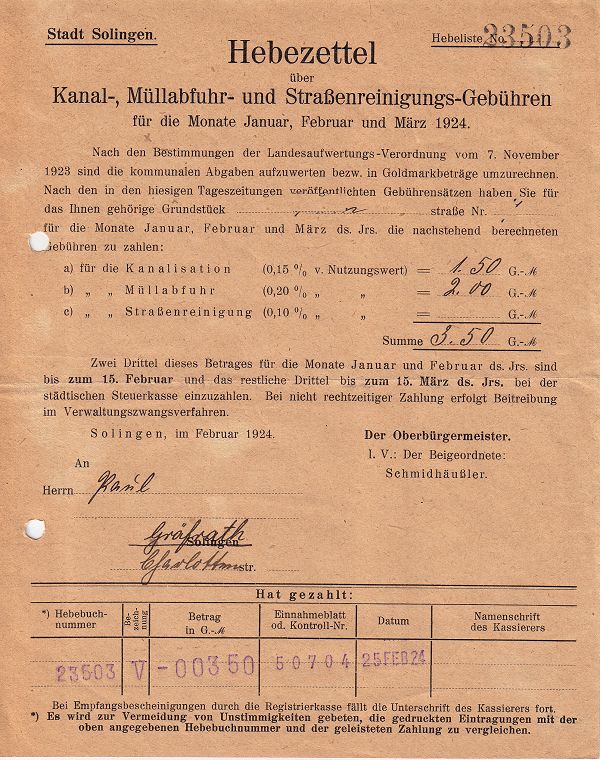 Stadt Solingen.
Hebeliste No. 23503
Hebezettel
über
Kanal-, Müllabfuhr- und Straßenreinigungs-Gebühren
für die Monate Januar, Februar und März 1924.
Nach den Bestimmungen der Landesaufwertungs-Verordnung vom 7. November
1923 sind die kommunalen Abgaben aufzuwerten bezw. in Goldmarkbeträge umzurechnen.
Nach den in den hiesigen Tageszeitungen veröffentlichten Gebührensätzen haben Sie für
das Ihnen gehörige Grundstück straße Nr.
für die Monate Januar, Februar und März ds. Jrs. die nachstehend berechneten
Gebühren zu zahlen:
a) für die Kanalisation (0,15 % v. Nutzungswert) = 1.50 G.-M
b) „ „ Müllabfuhr (0,20 % „ „ = 2.00 G.-M
c) „ „ Straßenreinigung (0,10 % „ „ = G.-M
Summe 3.50 G.-M
Zwei Drittel dieses Betrages für die Monate Januar und Februar ds. Jrs. sind
bis zum 15. Februar und das restliche Drittel bis zum 15. März ds. Jrs. bei der
städtischen Steuerkasse einzuzahlen. Bei nicht rechtzeitiger Zahlung erfolgt Beitreibung
im Verwaltungszwangsverfahren.
Solingen, im Februar 1924.
Der Oberbürgermeister.
I. V.: Der Beigeordnete:
Schmidhäußler.
An
Herrn Paul
Gräfrath
Solingen
Charlottenstr.
Hat gezahlt:
*) Hebebuch-
nummer
Be-
zeich-
nung
Betrag
in G.-M
Einnahmeblatt
od. Kontroll-Nr.
Datum
Namenschrift
des Kassierers
23503 V -00350 50704 25FEB24
Bei Empfangsbescheinigungen durch die Registrierkasse fällt die Unterschrift des Kassierers fort.
*) Es wird zur Vermeidung von Unstimmigkeiten gebeten, die gedruckten Eintragungen mit der
oben angegebenen Hebebuchnummer und der geleisteten Zahlung zu vergleichen.